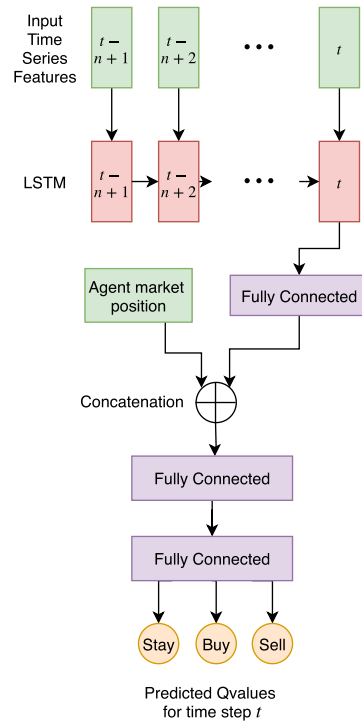 Input
Time
Series
Features
t −
n + 1
t −
n + 2
t
LSTM
t −
n + 1
t −
n + 2
t
Agent market
position
Fully Connected
Concatenation
Fully Connected
Fully Connected
Stay
Buy
Sell
Predicted Qvalues
for time step t